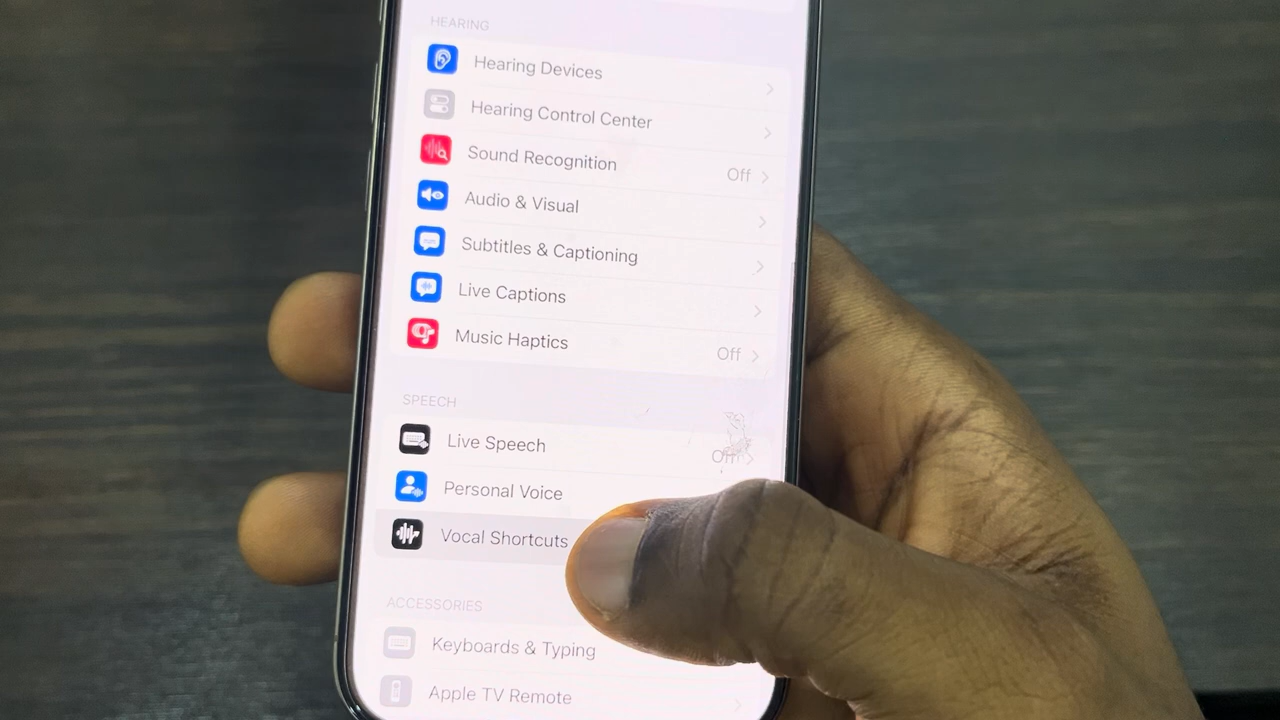 HEARING
Hearing Devices
Hearing Control Center
Sound Recognition Off
Audio & Visual
Subtitles & Captioning
Live Captions
Music Haptics Off
SPEECH
Live Speech Off
Personal Voice
Vocal Shortcuts
ACCESSORIES
Keyboards & Typing
Apple TV Remote